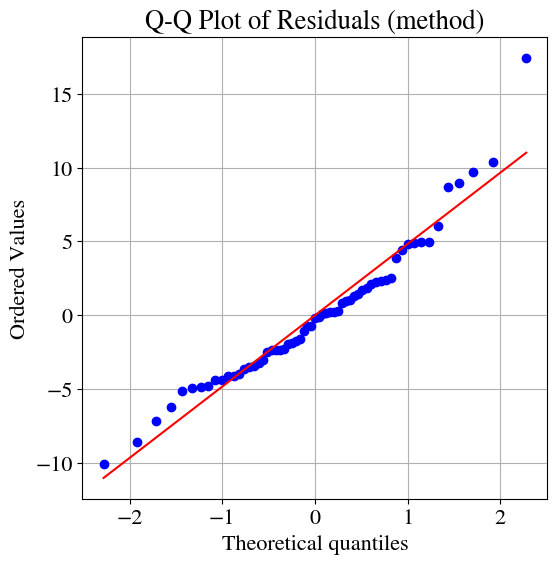 Q-Q Plot of Residuals (method)
15
10
5
0
−5
−10
Ordered Values
−2 −1 0 1 2
Theoretical quantiles